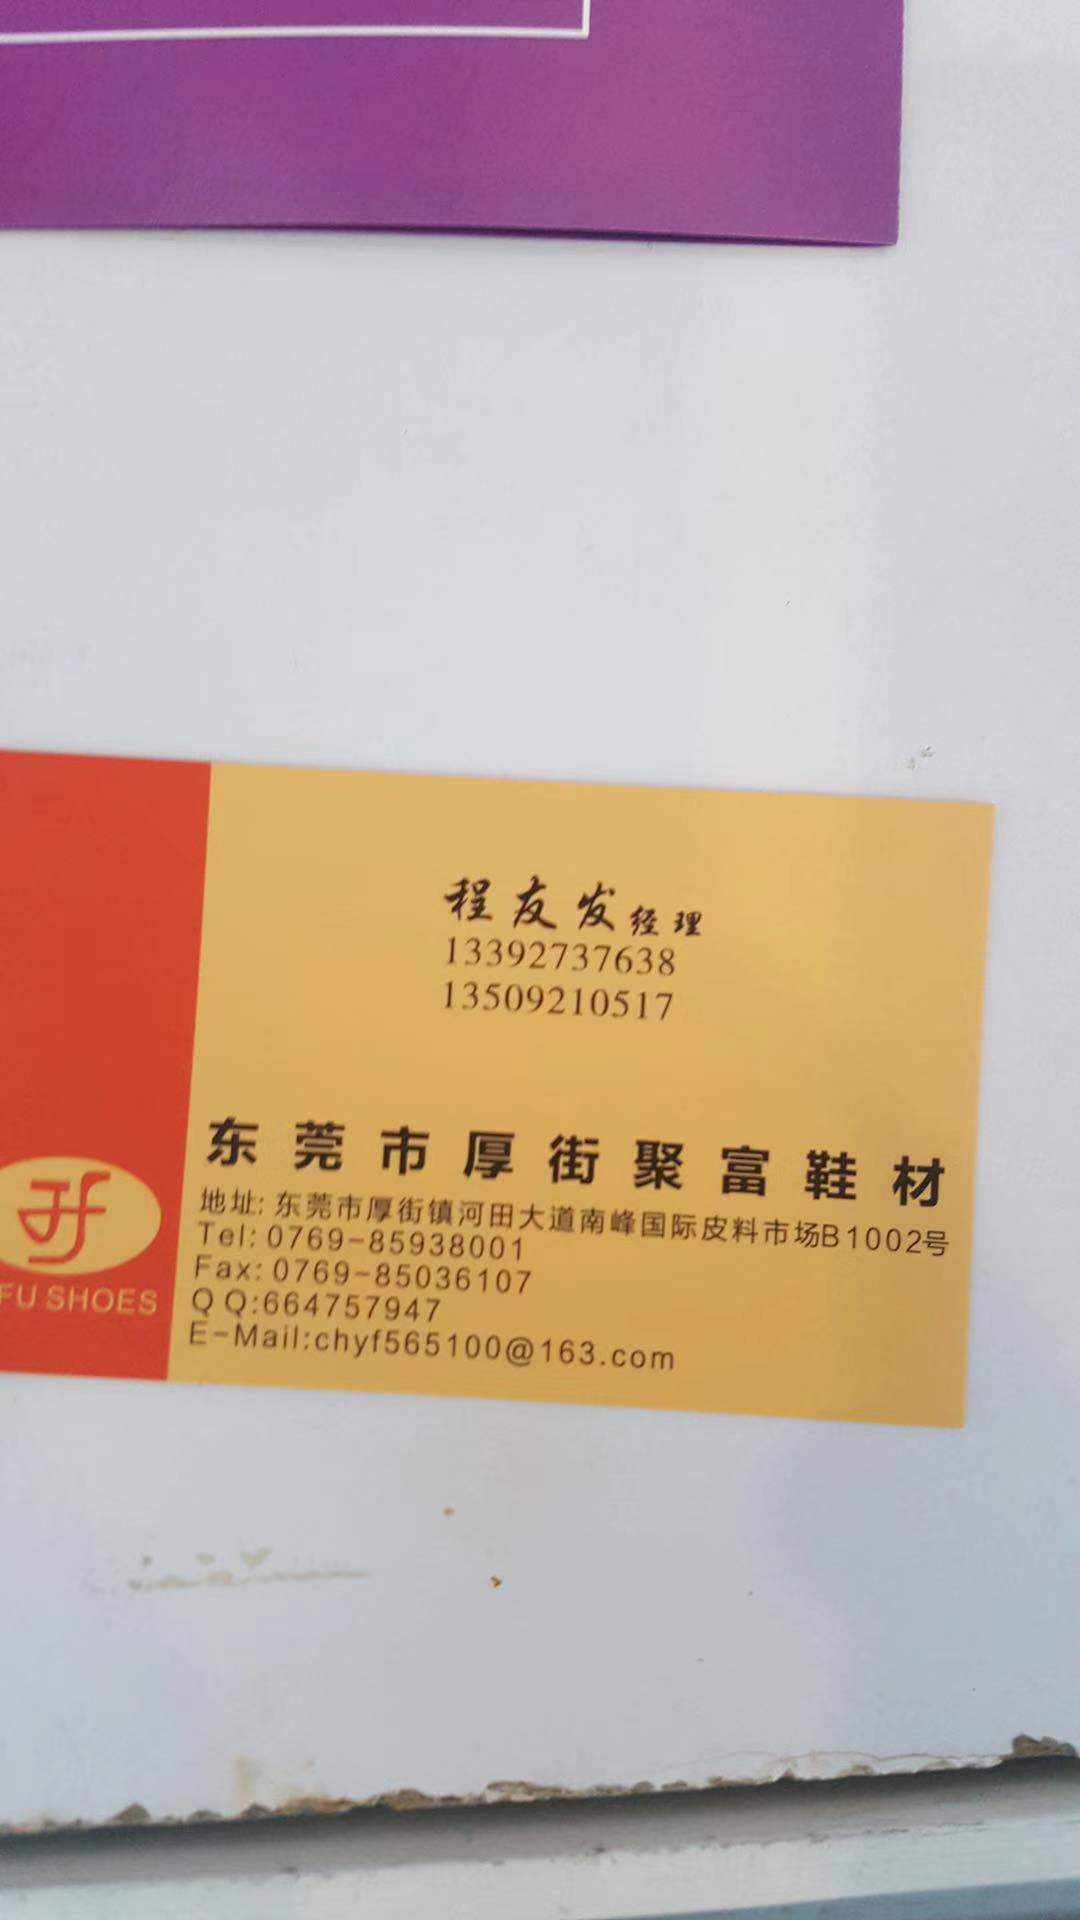 程友发 经理
13392737638
13509210517
东莞市厚街聚富鞋材
地址: 东莞市厚街镇河田大道南峰国际皮料市场B1002号
Tel: 0769-85938001
Fax: 0769-85036107
QQ:664757947
E-Mail:chyf565100@163.com
JF
FU SHOES